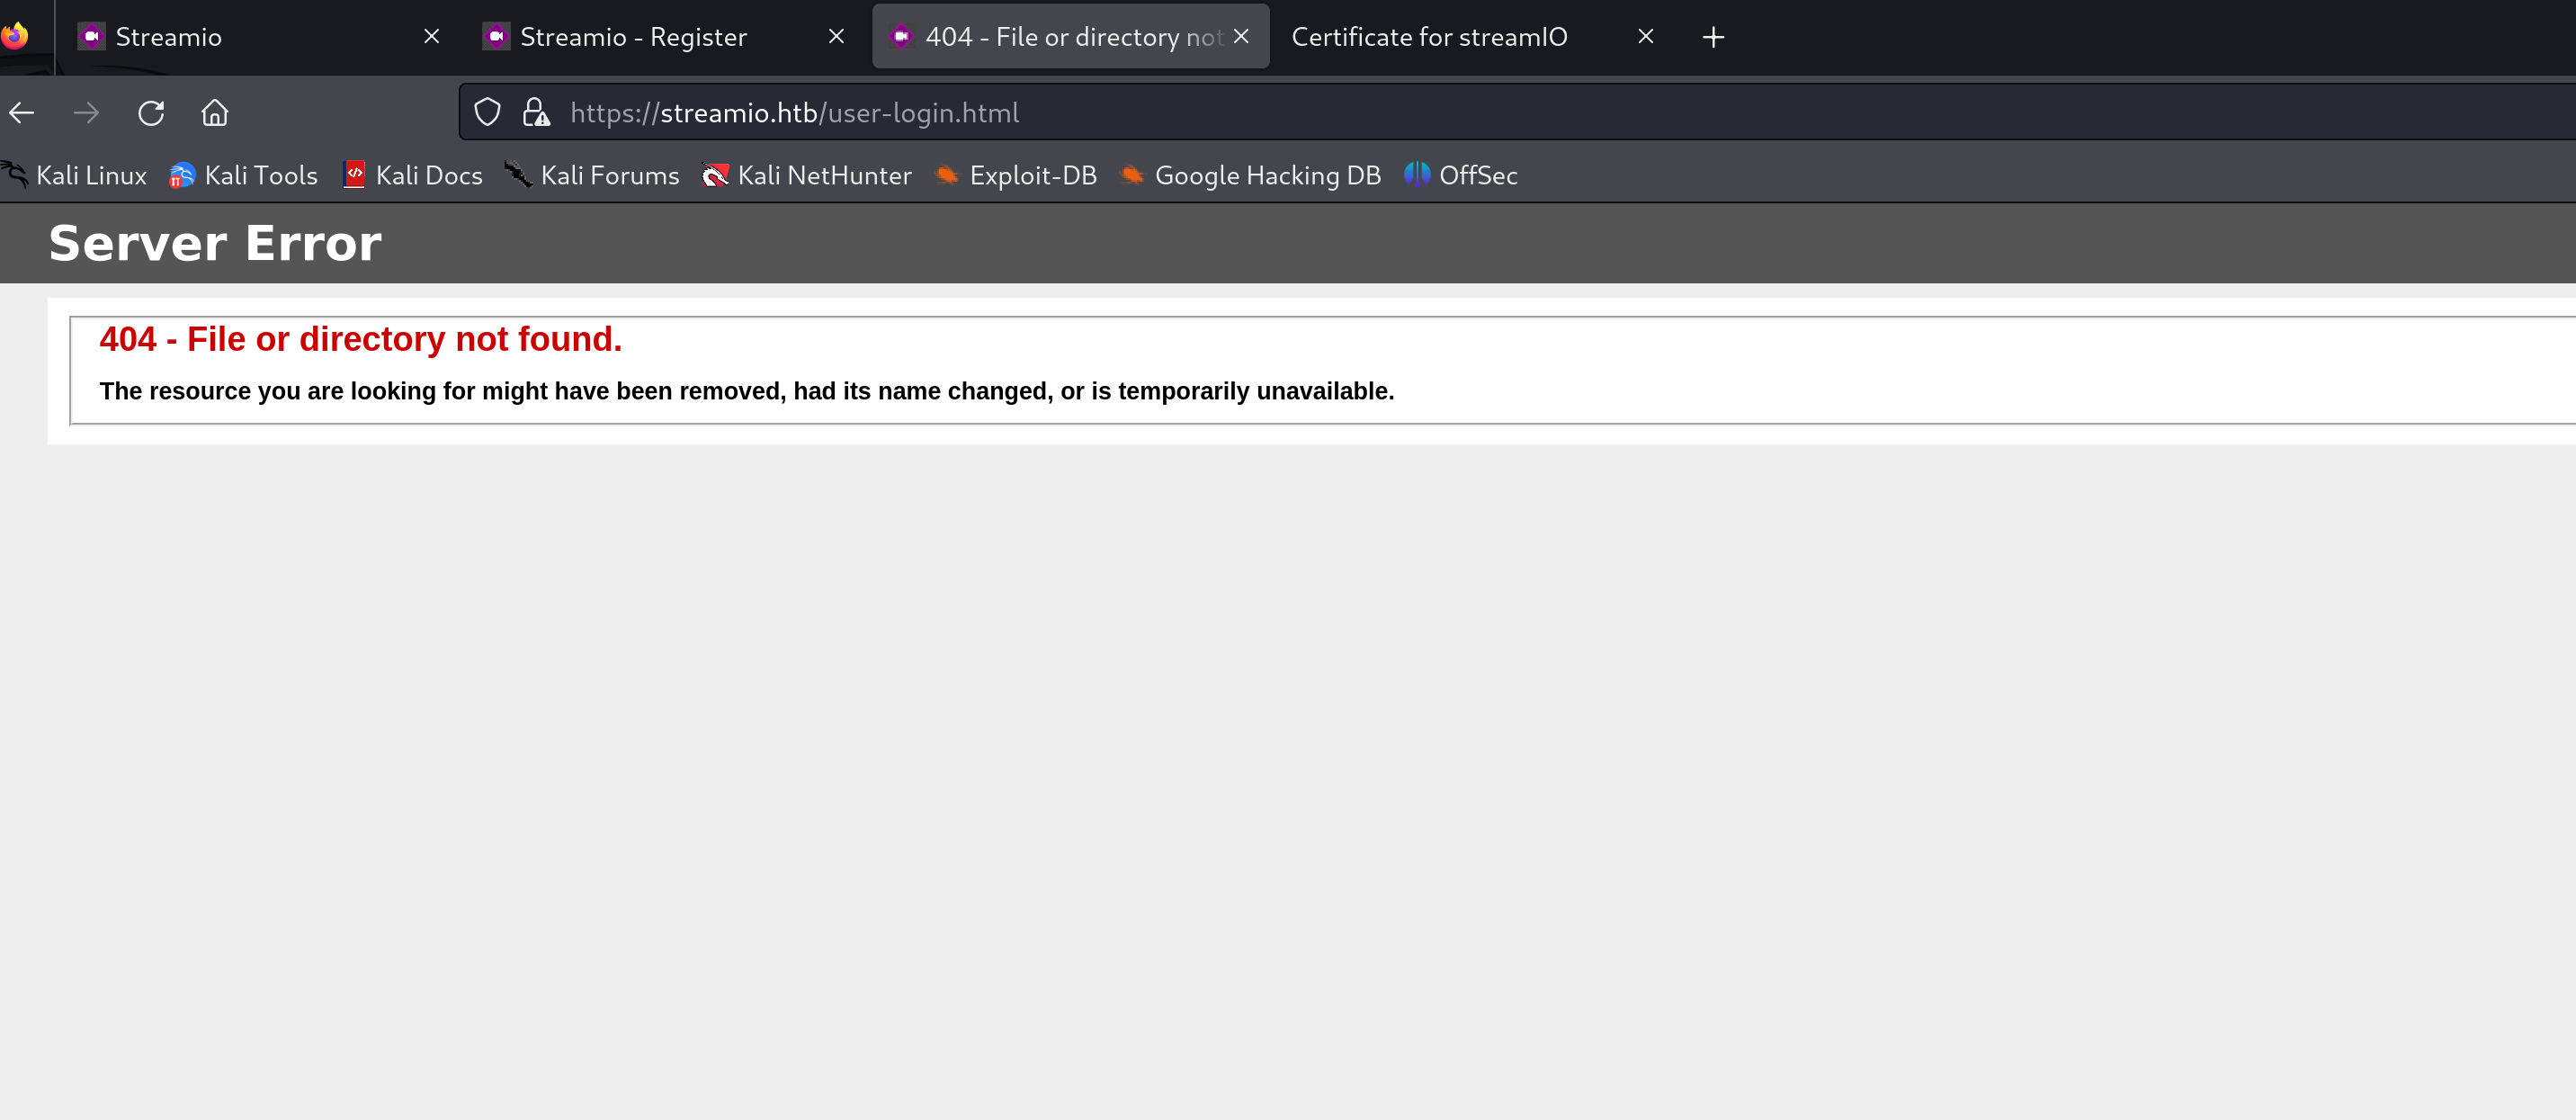 Streamio
Streamio - Register
404 - File or directory not
Certificate for streamIO
https://streamio.htb/user-login.html
Kali Linux
Kali Tools
Kali Docs
Kali Forums
Kali NetHunter
Exploit-DB
Google Hacking DB
OffSec
Server Error
404 - File or directory not found.
The resource you are looking for might have been removed, had its name changed, or is temporarily unavailable.